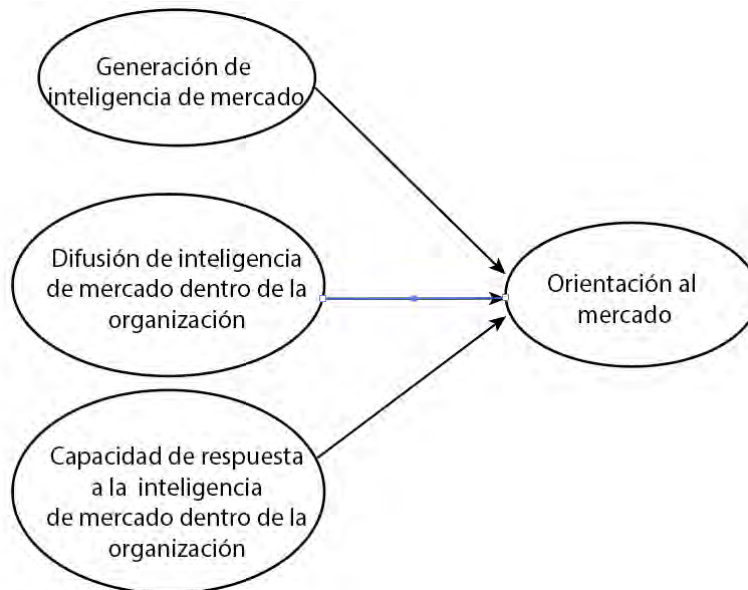 Generación de
inteligencia de mercado
Difusión de inteligencia
de mercado dentro de la
organización
Orientación al
mercado
Capacidad de respuesta
a la inteligencia
de mercado dentro de la
organización